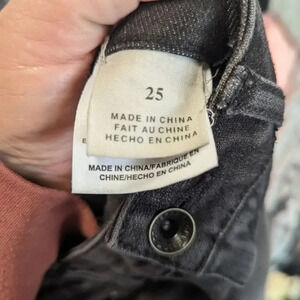 25
MADE IN CHINA
FAIT AU CHINE
HECHO EN CHINA
MADE IN CHINA/FABRIQUE EN
CHINE/HECHO EN CHINA